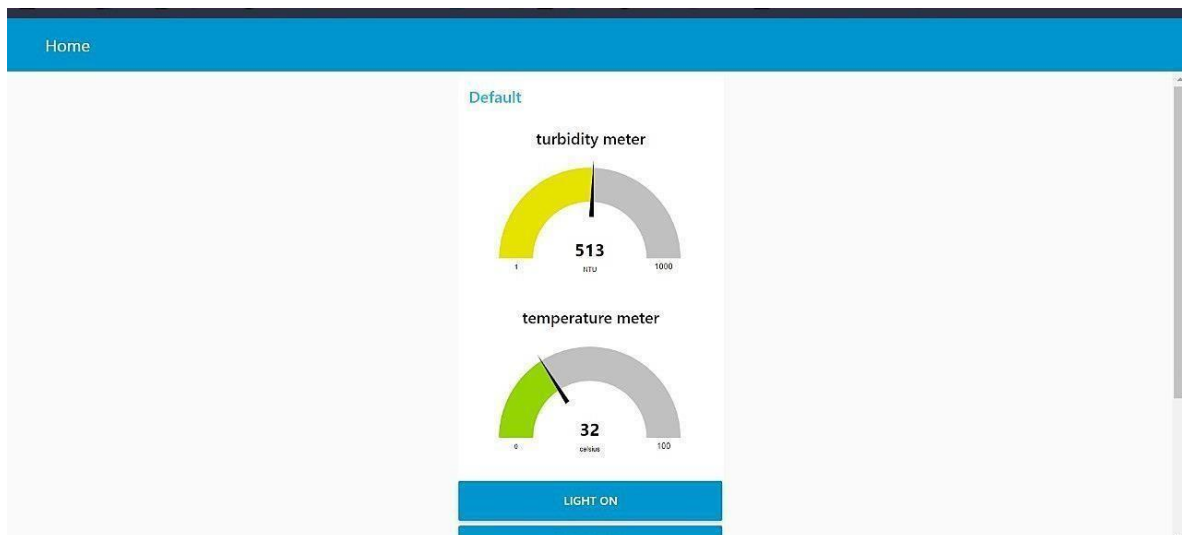 Home
Default
turbidity meter
513
1 NTU 1000
temperature meter
32
0 celsius 100
LIGHT ON